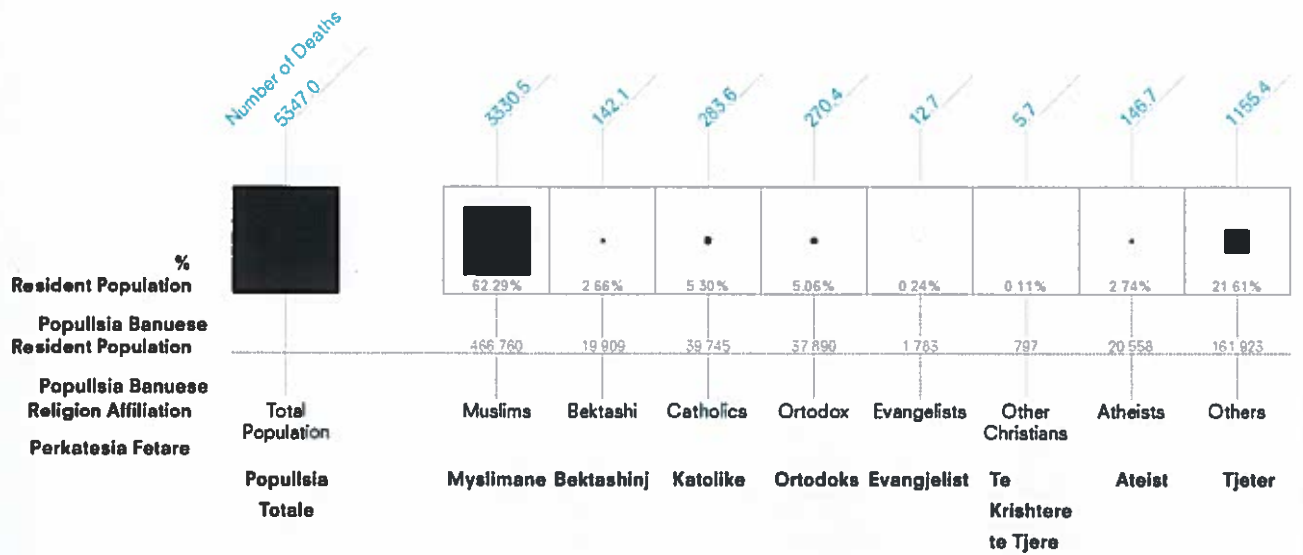 Number of Deaths
5347.0 3330.5 142.1 283.6 270.4 12.7 5.7 146.7 1155.4
%
Resident Population 62.29% 2.66% 5.30% 5.06% 0.24% 0.11% 2.74% 21.61%
Popullsia Banuese
Resident Population 466 760 19 909 39 745 37 890 1 783 797 20 558 161 923
Popullsia Banuese
Religion Affiliation Total Muslims Bektashi Catholics Ortodox Evangelists Other Atheists Others
Population Christians
Perkatesia Fetare
Popullsia Myslimane Bektashinj Katolike Ortodoks Evangjelist Te Ateist Tjeter
Totale Krishtere
te Tjere